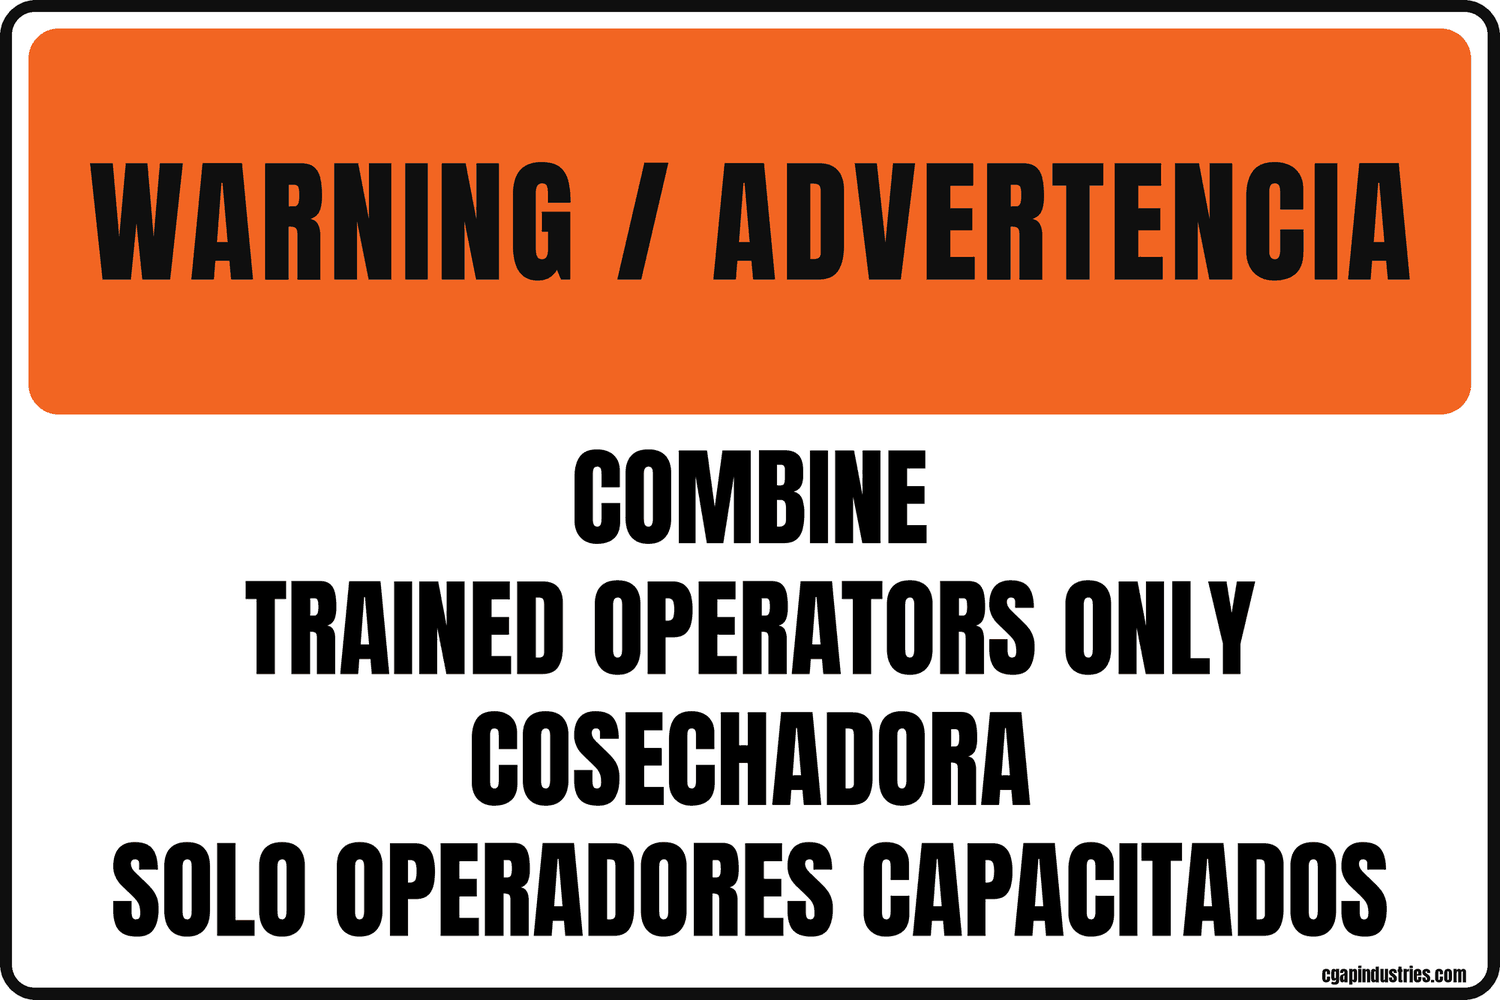 WARNING / ADVERTENCIA
COMBINE
TRAINED OPERATORS ONLY
COSECHADORA
SOLO OPERADORES CAPACITADOS
cgapindustries.com